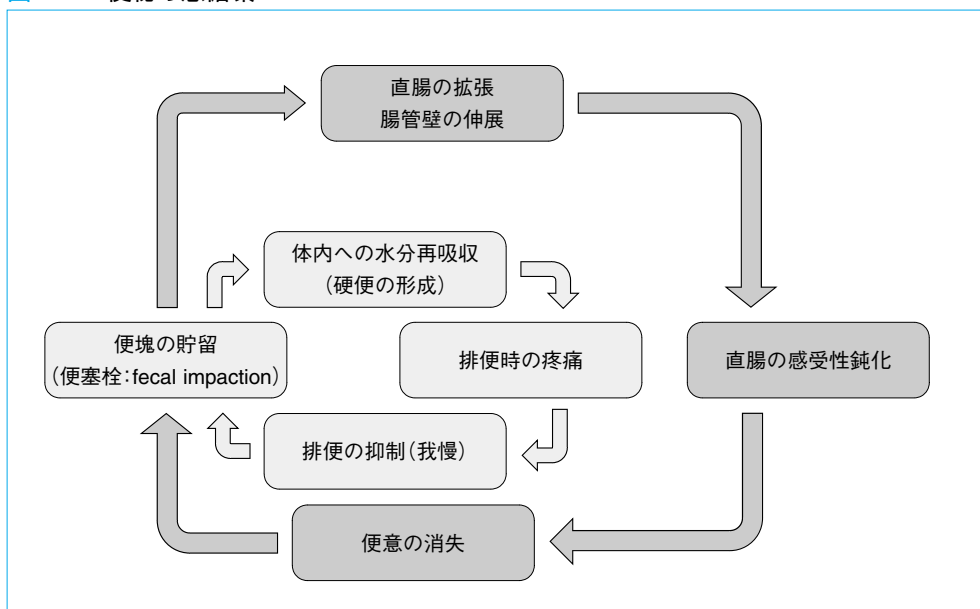 直腸の拡張
腸管壁の伸展
体内への水分再吸収
（硬便の形成）
便塊の貯留
（便塞栓：fecal impaction）
排便時の疼痛
直腸の感受性鈍化
排便の抑制（我慢）
便意の消失